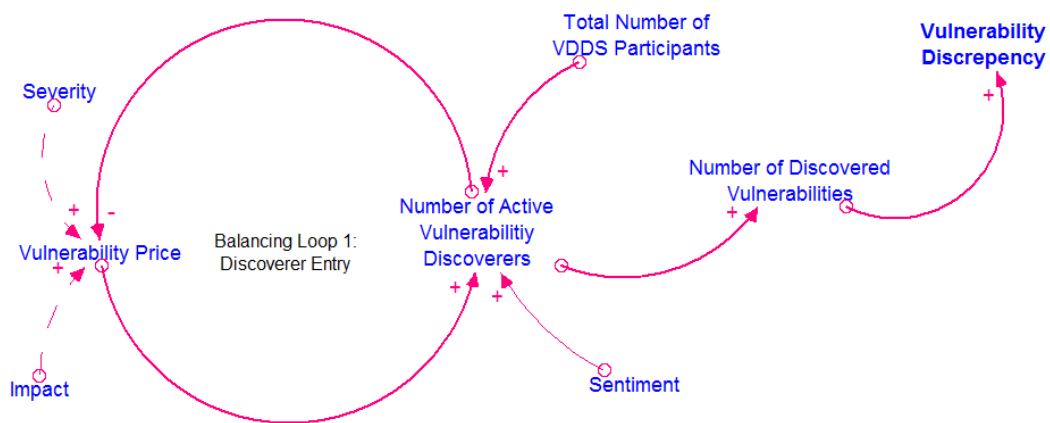 Total Number of
VDDS Participants
Vulnerability
Discrepency
Severity
+
+
Number of Discovered
Vulnerabilities
+
+
-
Number of Active
Vulnerabilitiy
Discoverers
+
Vulnerability Price
Balancing Loop 1:
Discoverer Entry
+
+
+
Impact
Sentiment